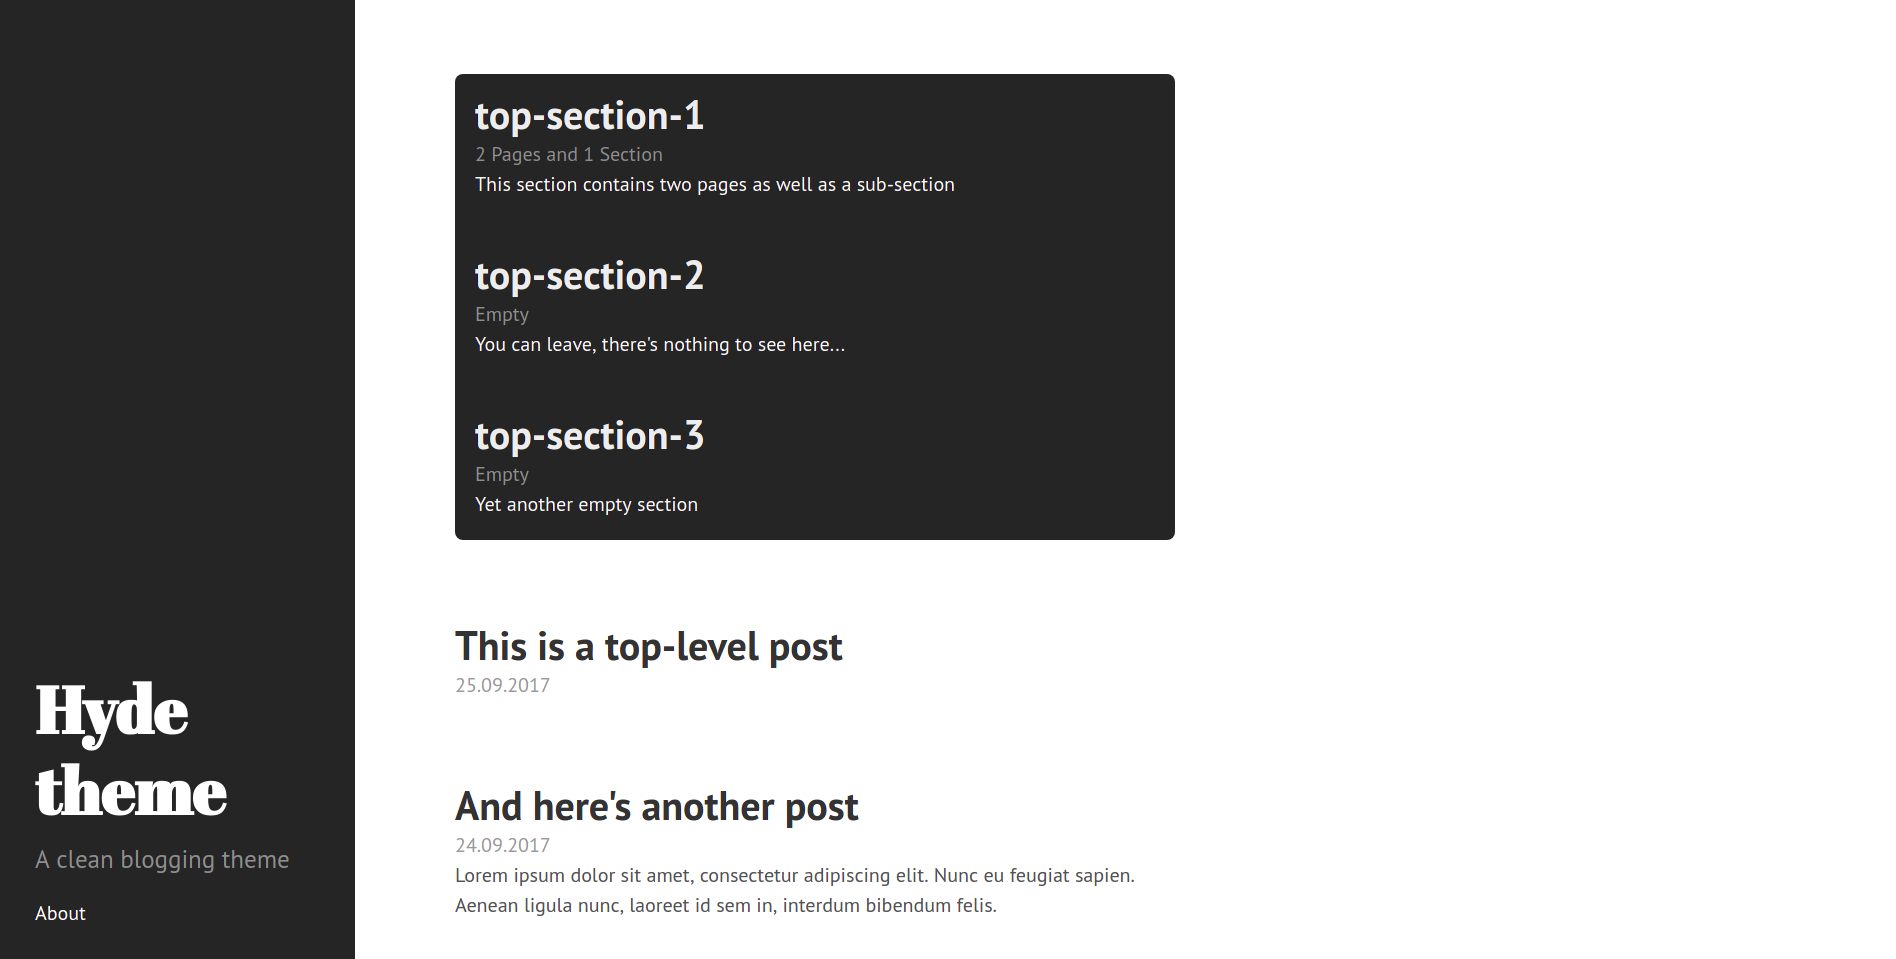 Hyde
theme
A clean blogging theme
About
top-section-1
2 Pages and 1 Section
This section contains two pages as well as a sub-section
top-section-2
Empty
You can leave, there's nothing to see here...
top-section-3
Empty
Yet another empty section
This is a top-level post
25.09.2017
And here's another post
24.09.2017
Lorem ipsum dolor sit amet, consectetur adipiscing elit. Nunc eu feugiat sapien.
Aenean ligula nunc, laoreet id sem in, interdum bibendum felis.